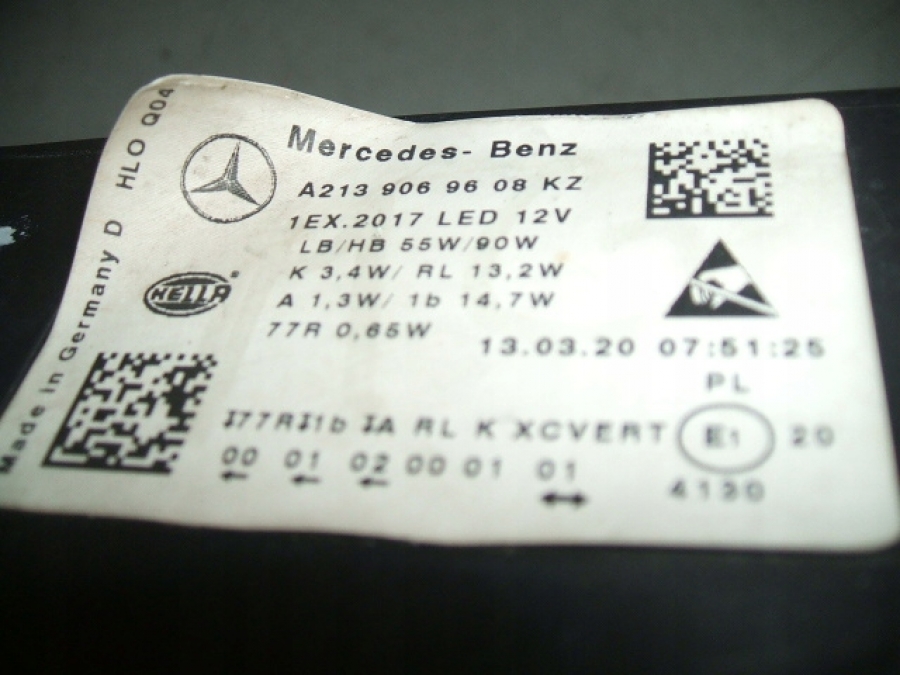 Mercedes- Benz
A213 906 96 08 KZ
1EX.2017 LED 12V
LB/HB 55W/90W
K 3,4W/ RL 13,2W
A 1,3W/ 1b 14,7W
77R 0,65W
13.03.20 07:51:25
PL
I77RI1b IA RL K XCVERT E1 20
00 01 02 00 01 01
4130
HELLA
Made in Germany D HLO Q04